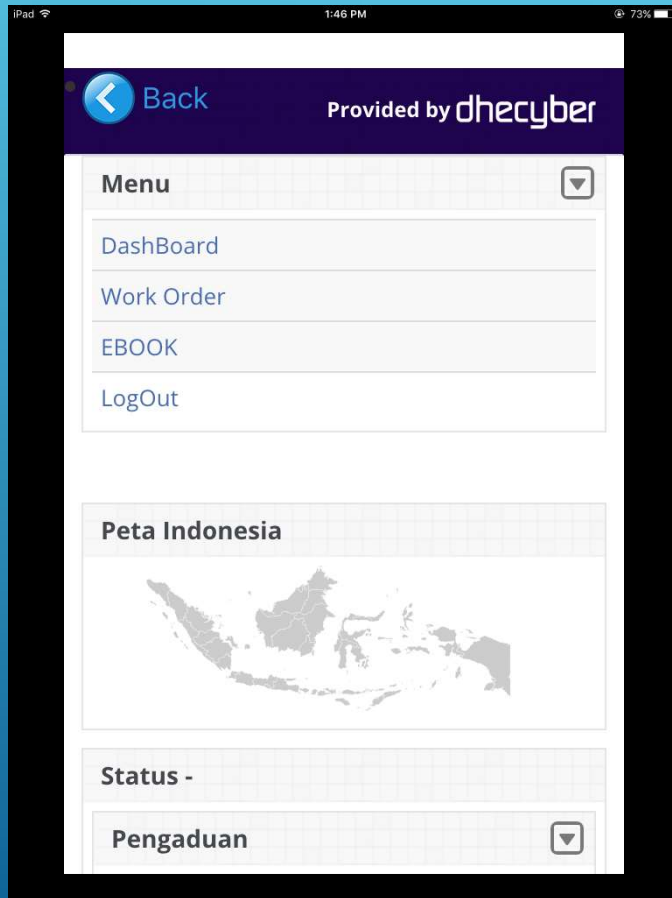 iPad 1:46 PM 73%
Back Provided by dhecyber
Menu
DashBoard
Work Order
EBOOK
LogOut
Peta Indonesia
Status -
Pengaduan